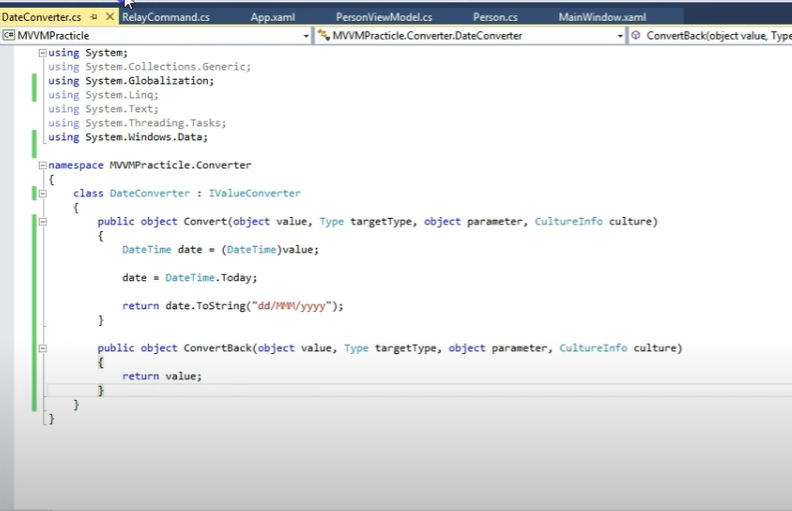 DateConverter.cs RelayCommand.cs App.xaml PersonViewModel.cs Person.cs MainWindow.xaml
C# MVVMPracticle MVVMPracticle.Converter.DateConverter ConvertBack(object value, Type
using System;
using System.Collections.Generic;
using System.Globalization;
using System.Linq;
using System.Text;
using System.Threading.Tasks;
using System.Windows.Data;
namespace MVVMPracticle.Converter
{
class DateConverter : IValueConverter
{
public object Convert(object value, Type targetType, object parameter, CultureInfo culture)
{
DateTime date = (DateTime)value;
date = DateTime.Today;
return date.ToString("dd/MMM/yyyy");
}
public object ConvertBack(object value, Type targetType, object parameter, CultureInfo culture)
{
return value;
}
}
}